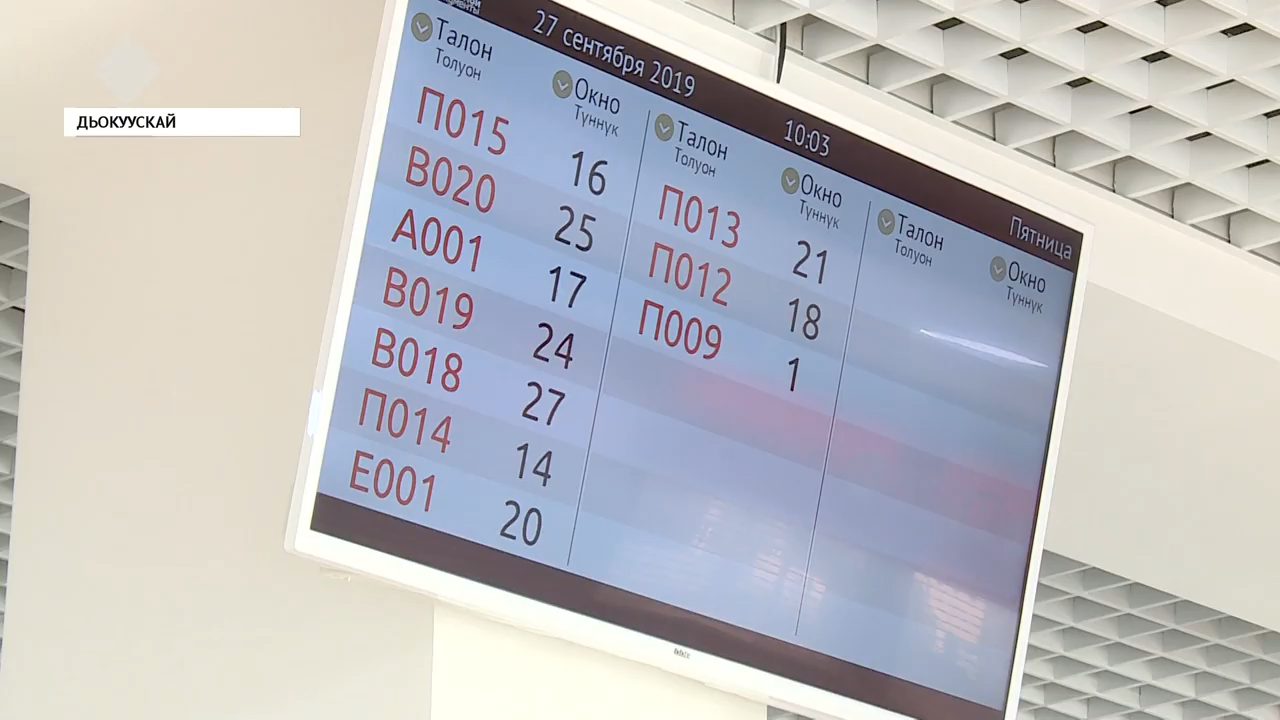 ДЬОКУУСКАЙ
27 сентября 2019
10:03
Пятница
Талон Окно
Толуон Түннүк
П015 16
В020 25
А001 17
В019 24
В018 27
П014 14
Е001 20
Талон Окно
Толуон Түннүк
П013 21
П012 18
П009 1
Талон Окно
Толуон Түннүк